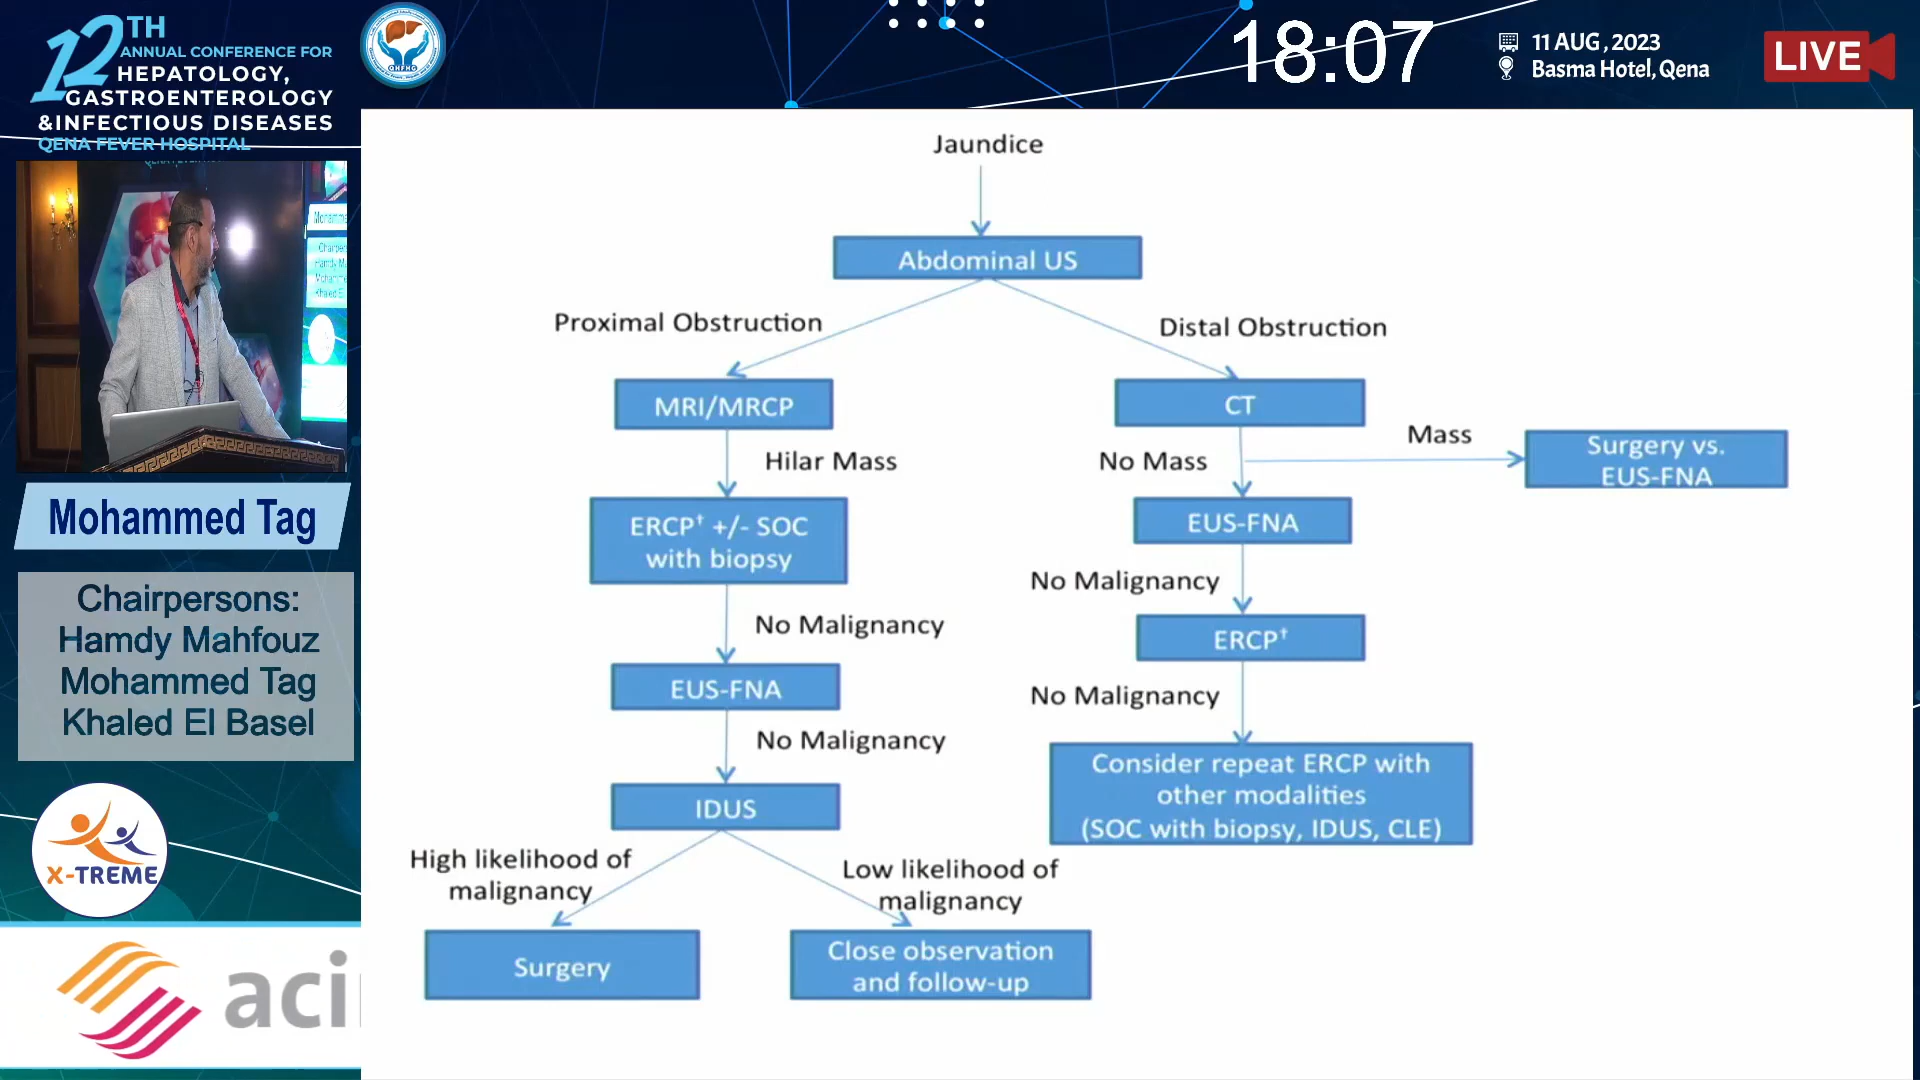 12TH
ANNUAL CONFERENCE FOR
HEPATOLOGY,
GASTROENTEROLOGY
&INFECTIOUS DISEASES
QENA FEVER HOSPITAL
QHFHG
18:07
11 AUG , 2023
Basma Hotel, Qena
LIVE
Mohammed Tag
Chairpersons:
Hamdy Mahfouz
Mohammed Tag
Khaled El Basel
X-TREME
aci
Jaundice
Abdominal US
Proximal Obstruction
Distal Obstruction
MRI/MRCP
CT
Hilar Mass
No Mass
Mass
Surgery vs.
EUS-FNA
ERCP† +/- SOC
with biopsy
EUS-FNA
No Malignancy
No Malignancy
ERCP†
EUS-FNA
No Malignancy
No Malignancy
IDUS
Consider repeat ERCP with
other modalities
(SOC with biopsy, IDUS, CLE)
High likelihood of
malignancy
Low likelihood of
malignancy
Surgery
Close observation
and follow-up